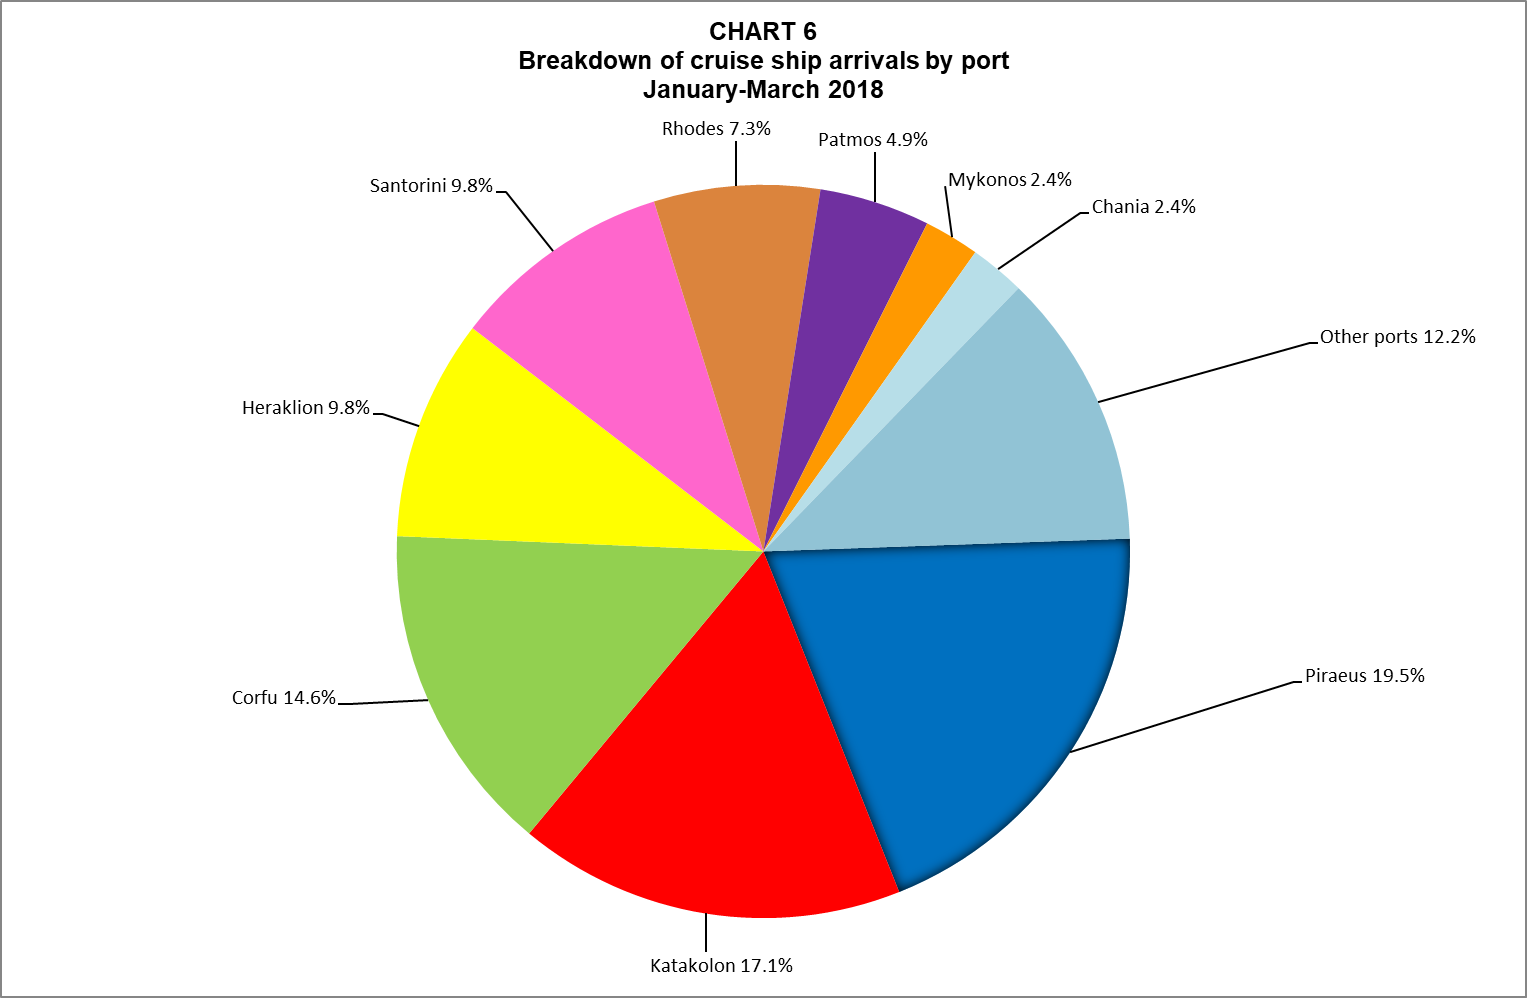 CHART 6
Breakdown of cruise ship arrivals by port
January-March 2018
Rhodes 7.3%
Patmos 4.9%
Mykonos 2.4%
Santorini 9.8%
Chania 2.4%
Other ports 12.2%
Heraklion 9.8%
Piraeus 19.5%
Corfu 14.6%
Katakolon 17.1%